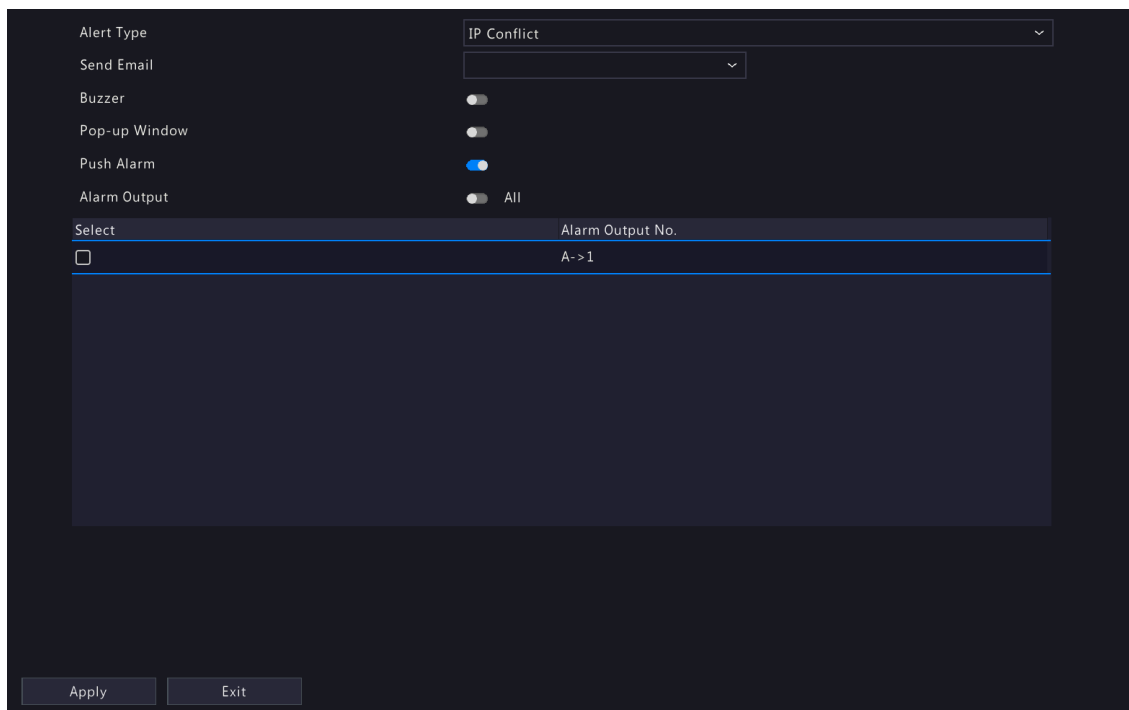 Alert Type IP Conflict
Send Email
Buzzer
Pop-up Window
Push Alarm
Alarm Output All
Select Alarm Output No.
A->1
Apply Exit